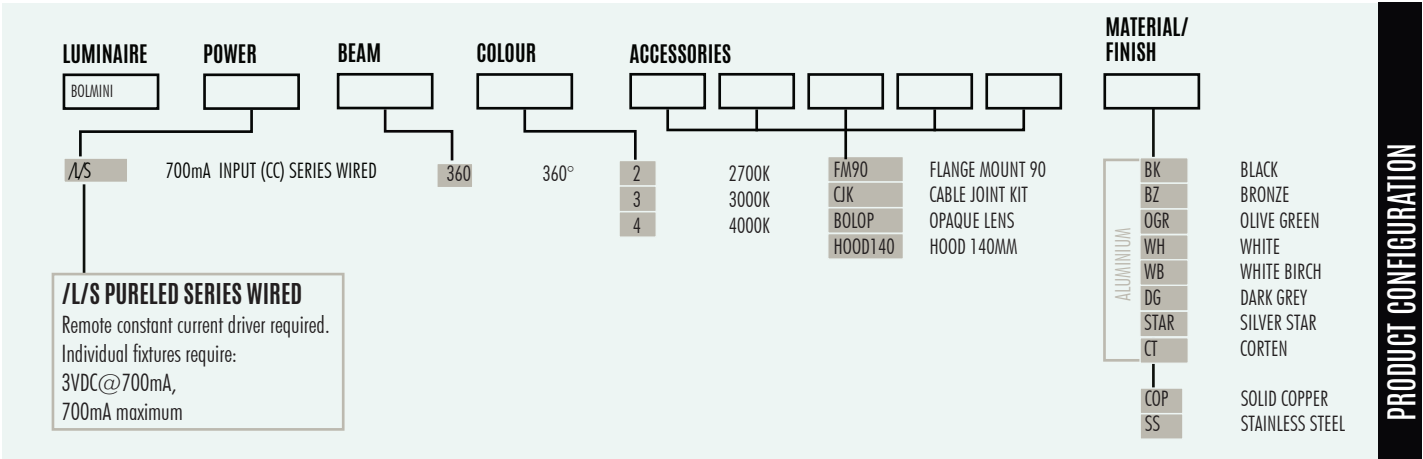 LUMINAIRE
POWER
BEAM
COLOUR
ACCESSORIES
MATERIAL/
FINISH
BOLMINI
/L/S 700mA INPUT (CC) SERIES WIRED
360 360°
2 2700K
3 3000K
4 4000K
FM90 FLANGE MOUNT 90
CJK CABLE JOINT KIT
BOLOP OPAQUE LENS
HOOD140 HOOD 140MM
ALUMINIUM
BK BLACK
BZ BRONZE
OGR OLIVE GREEN
WH WHITE
WB WHITE BIRCH
DG DARK GREY
STAR SILVER STAR
CT CORTEN
COP SOLID COPPER
SS STAINLESS STEEL
/L/S PURELED SERIES WIRED
Remote constant current driver required.
Individual fixtures require:
3VDC@700mA,
700mA maximum
PRODUCT CONFIGURATION